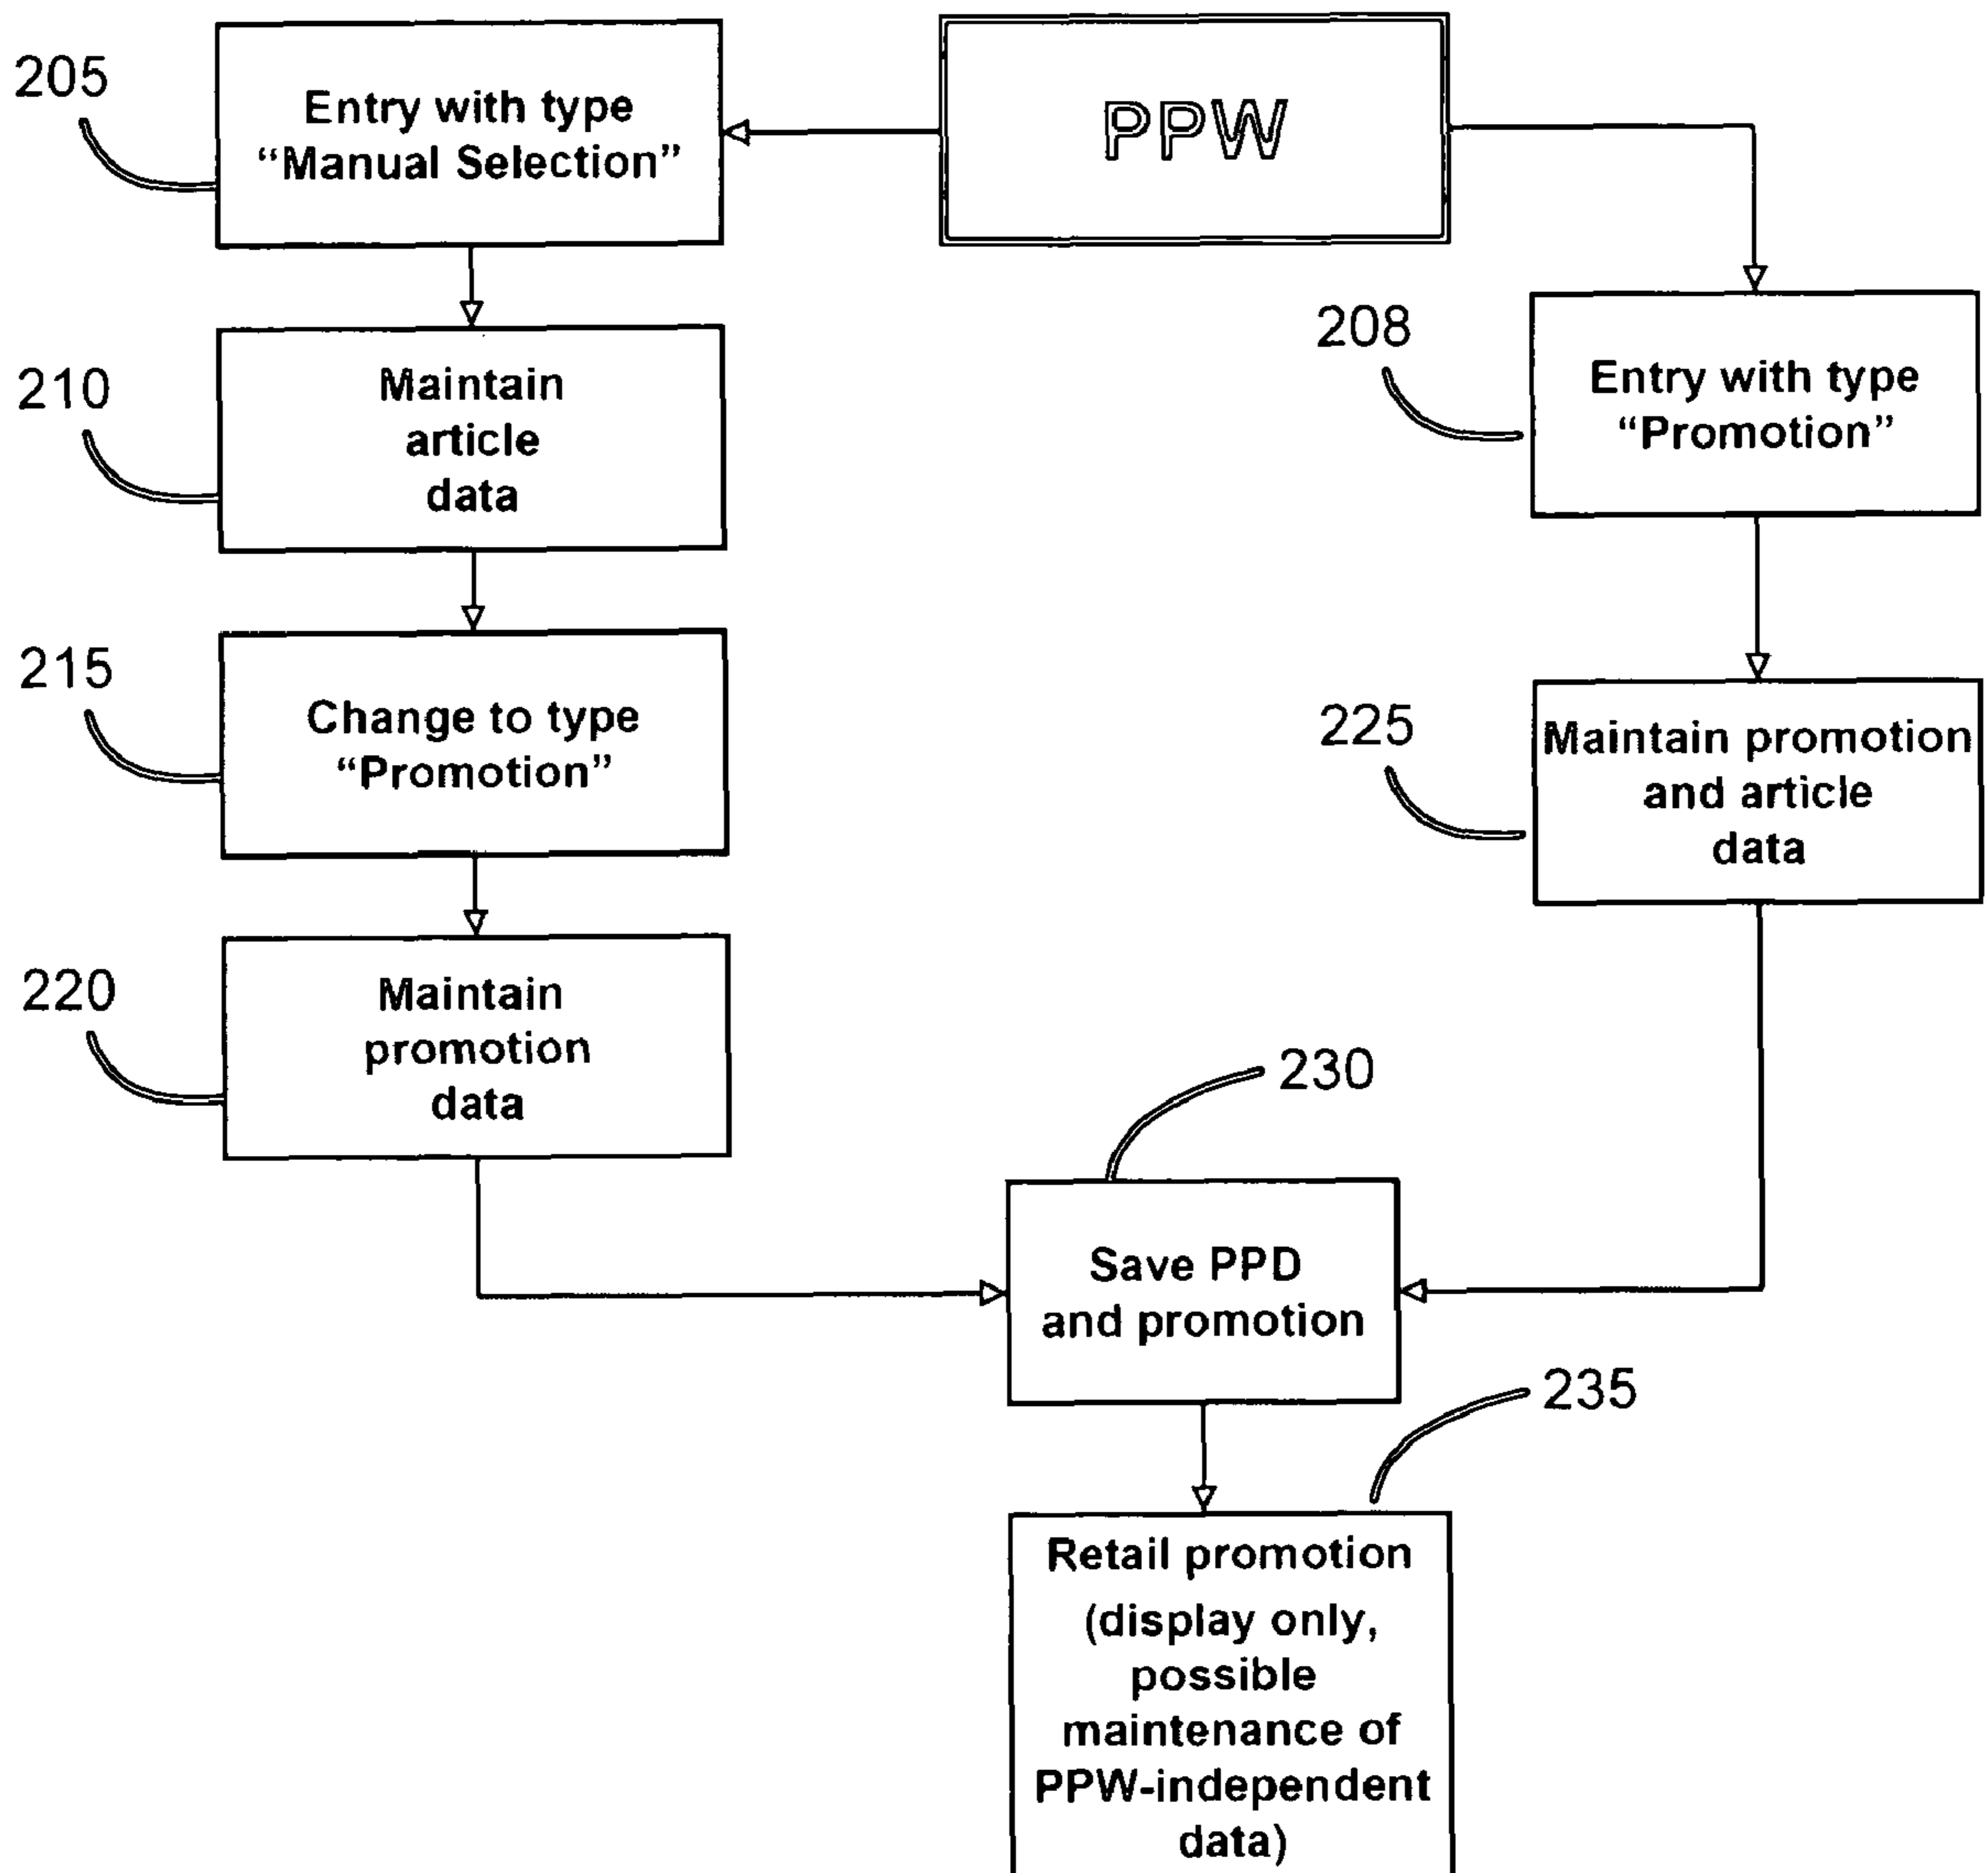 205
Entry with type
“Manual Selection”
PPW
208
Entry with type
“Promotion”
210
Maintain
article
data
215
Change to type
“Promotion”
225
Maintain promotion
and article
data
220
Maintain
promotion
data
230
Save PPD
and promotion
235
Retail promotion
(display only,
possible
maintenance of
PPW-independent
data)